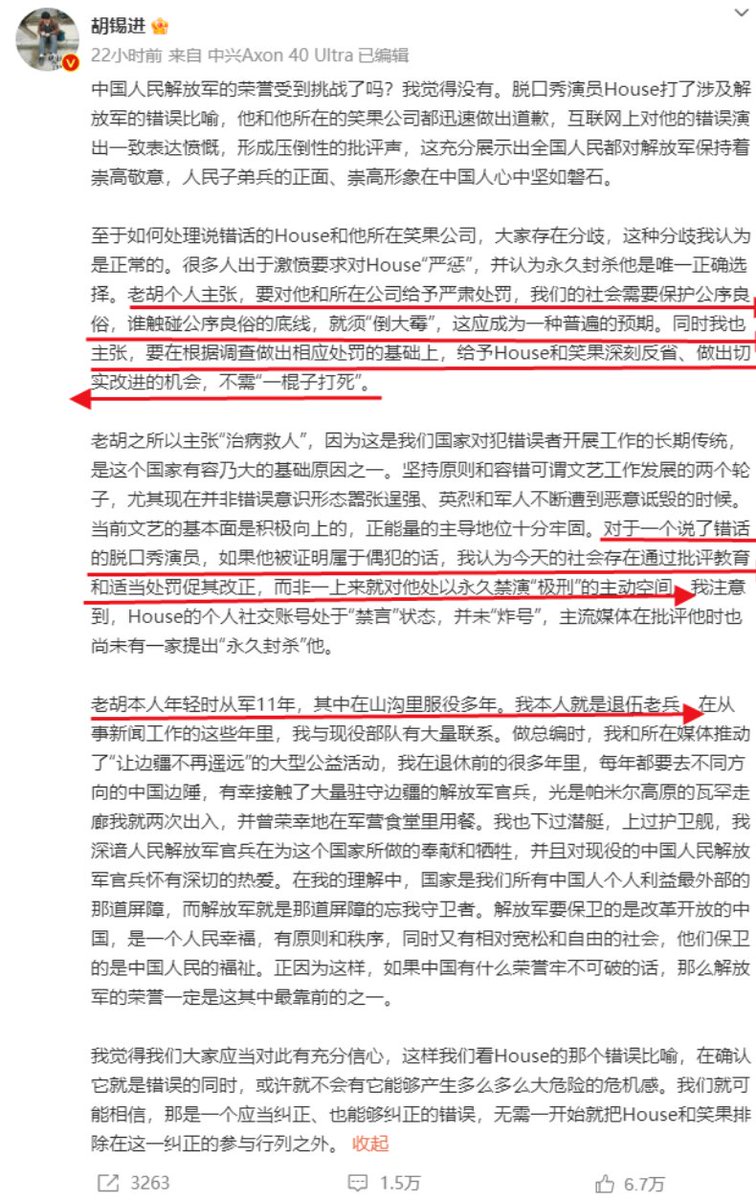 胡锡进
22小时前 来自 中兴Axon 40 Ultra 已编辑
中国人民解放军的荣誉受到挑战了吗？我觉得没有。脱口秀演员House打了涉及解
放军的错误比喻，他和他所在的笑果公司都迅速做出道歉，互联网上对他的错误演
出一致表达愤慨，形成压倒性的批评声，这充分展示出全国人民都对解放军保持着
崇高敬意，人民子弟兵的正面、崇高形象在中国人心中坚如磐石。
至于如何处理说错话的House和他所在笑果公司，大家存在分歧，这种分歧我认为
是正常的。很多人出于激愤要求对House“严惩”，并认为永久封杀他是唯一正确选
择。老胡个人主张，要对他和所在公司给予严肃处罚，我们的社会需要保护公序良
俗，谁触碰公序良俗的底线，就须“倒大霉”，这应成为一种普遍的预期。同时我也
主张，要在根据调查做出相应处罚的基础上，给予House和笑果深刻反省、做出切
实改进的机会，不需“一棍子打死”。
老胡之所以主张“治病救人”，因为这是我们国家对犯错误者开展工作的长期传统，
是这个国家有容乃大的基础原因之一。坚持原则和容错可谓文艺工作发展的两个轮
子，尤其现在并非错误意识形态嚣张逞强、英烈和军人不断遭到恶意诋毁的时候。
当前文艺的基本面是积极向上的，正能量的主导地位十分牢固。对于一个说了错话
的脱口秀演员，如果他被证明属于偶犯的话，我认为今天的社会存在通过批评教育
和适当处罚促其改正，而非一上来就对他处以永久禁演“极刑”的主动空间。我注意
到，House的个人社交账号处于“禁言”状态，并未“炸号”，主流媒体在批评他时也
尚未有一家提出“永久封杀”他。
老胡本人年轻时从军11年，其中在山沟里服役多年。我本人就是退伍老兵，在从
事新闻工作的这些年里，我与现役部队有大量联系。做总编时，我和所在媒体推动
了“让边疆不再遥远”的大型公益活动，我在退休前的很多年里，每年都要去不同方
向的中国边陲，有幸接触了大量驻守边疆的解放军官兵，光是帕米尔高原的瓦罕走
廊我就两次出入，并曾荣幸地在军营食堂里用餐。我也下过潜艇，上过护卫舰，我
深谙人民解放军官兵在为这个国家所做的奉献和牺牲，并且对现役的中国人民解放
军官兵怀有深切的热爱。在我的理解中，国家是我们所有中国人个人利益最外部的
那道屏障，而解放军就是那道屏障的忘我守卫者。解放军要保卫的是改革开放的中
国，是一个人民幸福，有原则和秩序，同时又有相对宽松和自由的社会，他们保卫
的是中国人民的福祉。正因为这样，如果中国有什么荣誉牢不可破的话，那么解放
军的荣誉一定是这其中最靠前的之一。
我觉得我们大家应当对此有充分信心，这样我们看House的那个错误比喻，在确认
它就是错误的同时，或许就不会有它能够产生多么多么大危险的危机感。我们就可
能相信，那是一个应当纠正、也能够纠正的错误，无需一开始就把House和笑果排
除在这一纠正的参与行列之外。 收起
3263 1.5万 6.7万